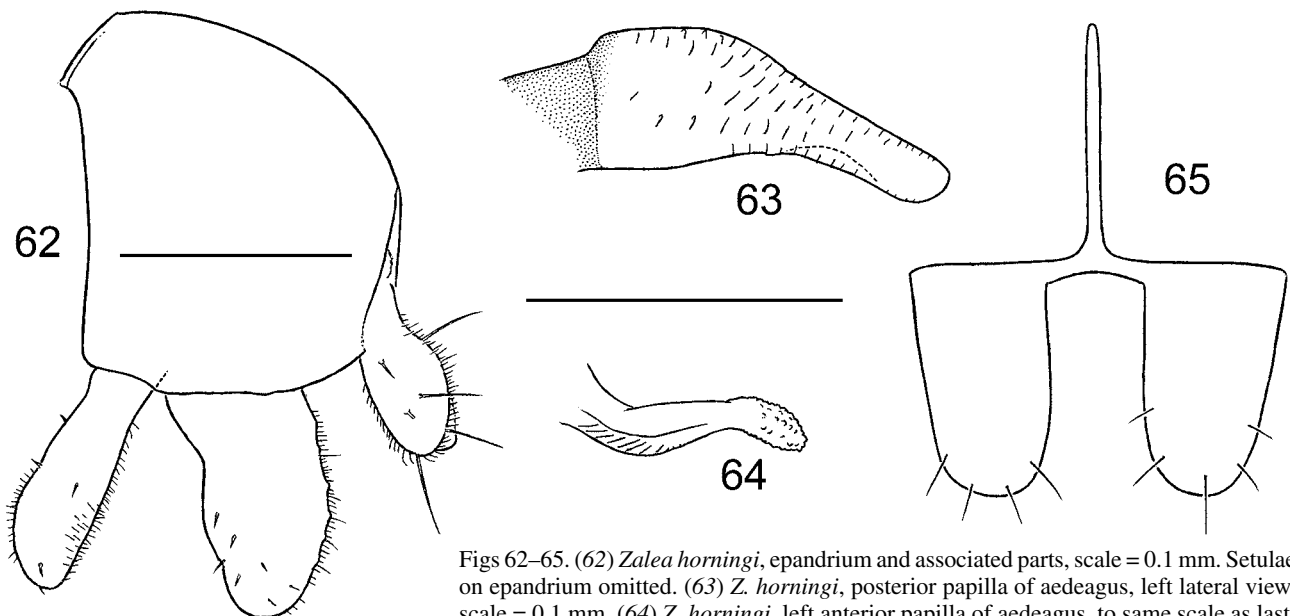 62
63
64
65
Figs 62–65. (62) Zalea horningi, epandrium and associated parts, scale = 0.1 mm. Setulae
on epandrium omitted. (63) Z. horningi, posterior papilla of aedeagus, left lateral view,
scale = 0.1 mm. (64) Z. horningi, left anterior papilla of aedeagus, to same scale as last.